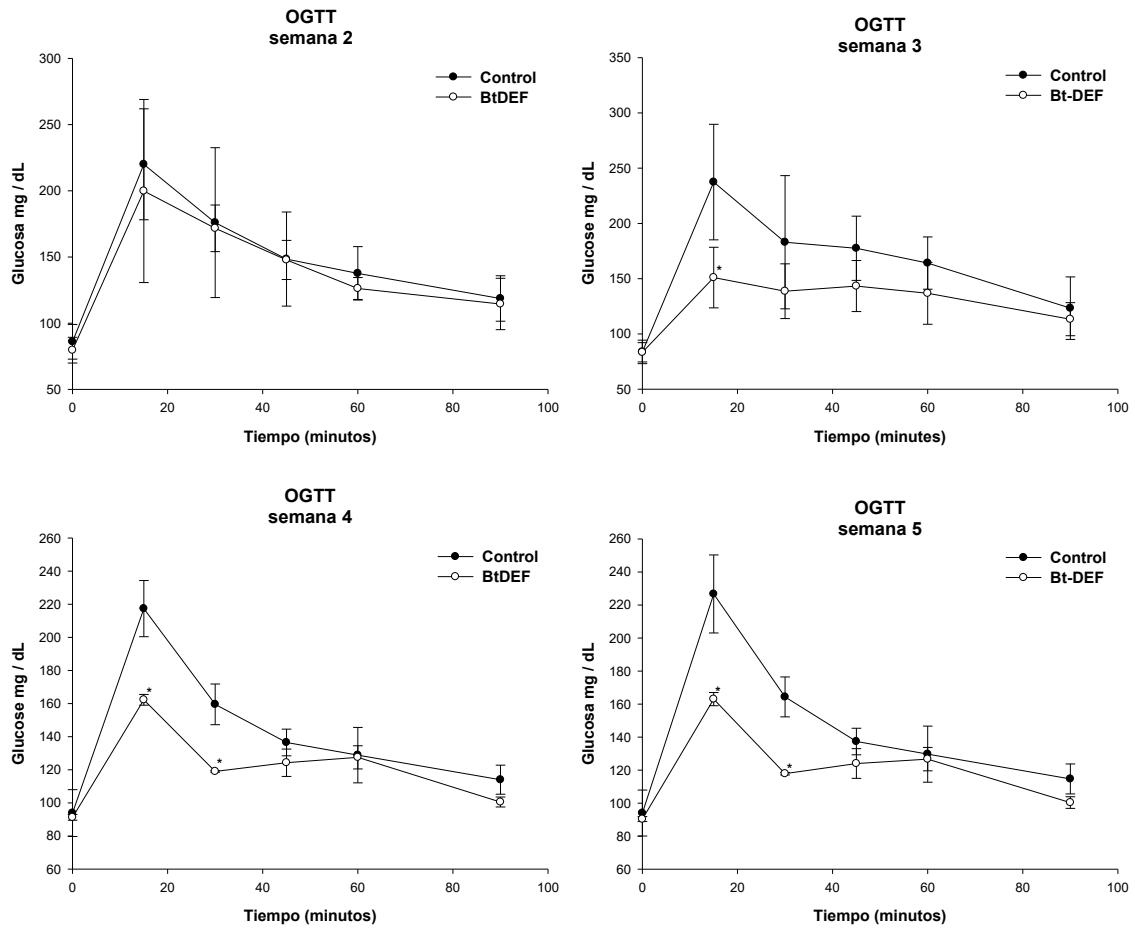 OGTT
semana 2
Control
BtDEF
Glucosa mg / dL
300
250
200
150
100
50
0
20
40
60
80
100
Tiempo (minutos)
OGTT
semana 3
Control
Bt-DEF
Glucose mg / dL
350
300
250
200
150
100
50
*
0
20
40
60
80
100
Tiempo (minutes)
OGTT
semana 4
Control
BtDEF
Glucose mg / dL
260
240
220
200
180
160
140
120
100
80
60
*
*
0
20
40
60
80
100
Tiempo (minutos)
OGTT
semana 5
Control
Bt-DEF
Glucosa mg / dL
260
240
220
200
180
160
140
120
100
80
60
*
*
0
20
40
60
80
100
Tiempo (minutos)